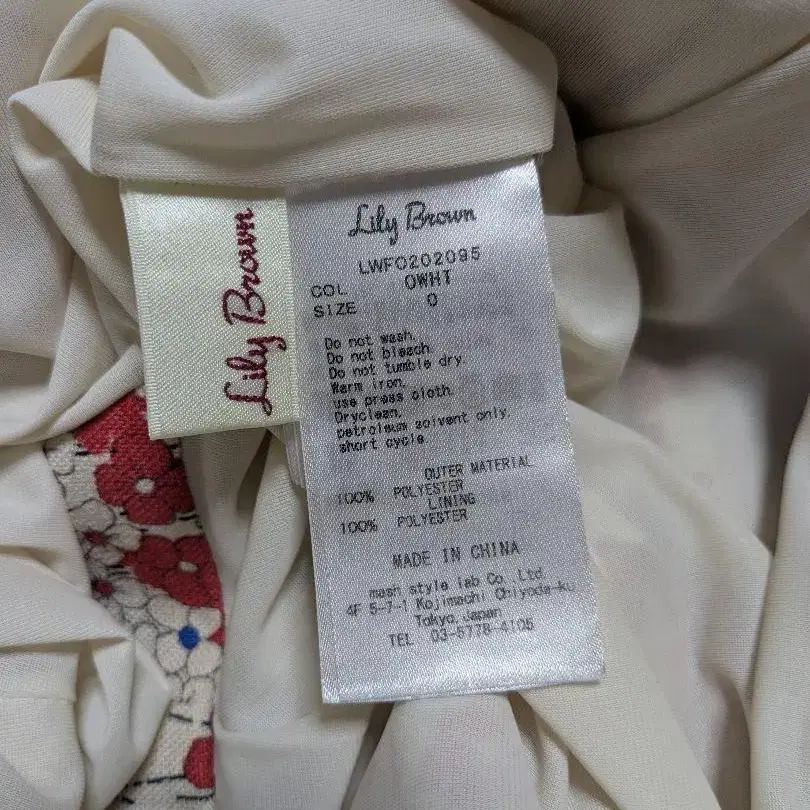 Lily Brown
Lily Brown
LWFO202095
COL OWHT
SIZE 0
Do not wash.
Do not bleach.
Do not tumble dry.
Warm iron.
use press cloth.
Dryclean.
petroleum solvent only
short cycle
OUTER MATERIAL
100% POLYESTER
LINING
100% POLYESTER
MADE IN CHINA
mash style lab Co.,Ltd.
4F 5-7-1 Kojimachi Chiyoda-ku
Tokyo,Japan
TEL 03-5778-4105